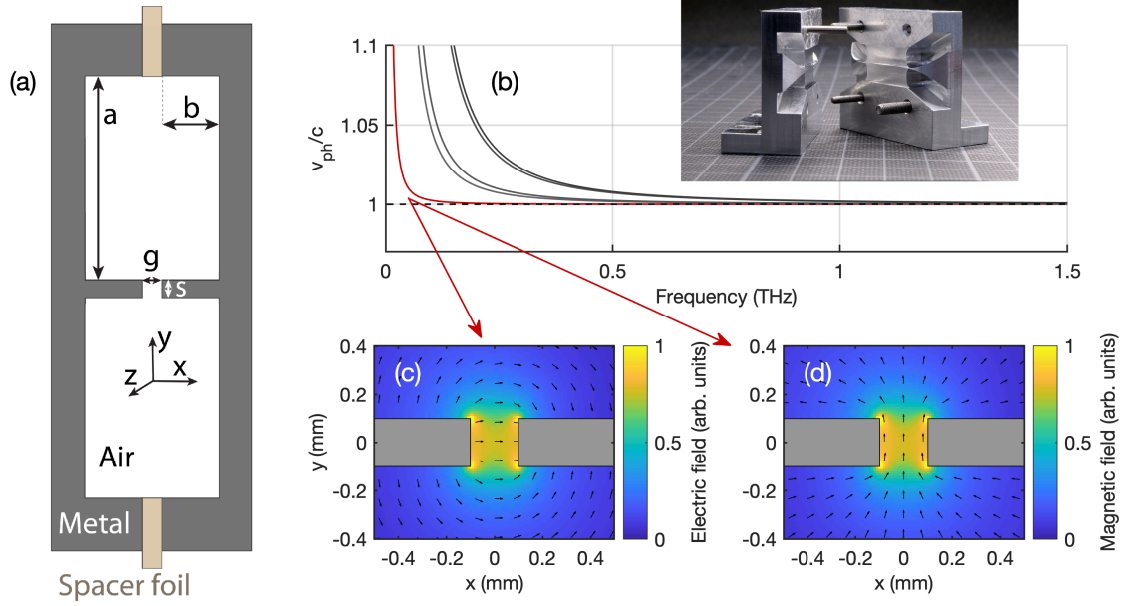 (a)
a
b
g
s
y
x
z
Air
Metal
Spacer foil
(b)
v_ph/c
1.1
1.05
1
0
0.5
1
1.5
Frequency (THz)
(c)
y (mm)
0.4
0.2
0
-0.2
-0.4
-0.4 -0.2 0 0.2 0.4
x (mm)
1
0.5
0
Electric field (arb. units)
(d)
0.4
0.2
0
-0.2
-0.4
-0.4 -0.2 0 0.2 0.4
x (mm)
1
0.5
0
Magnetic field (arb. units)